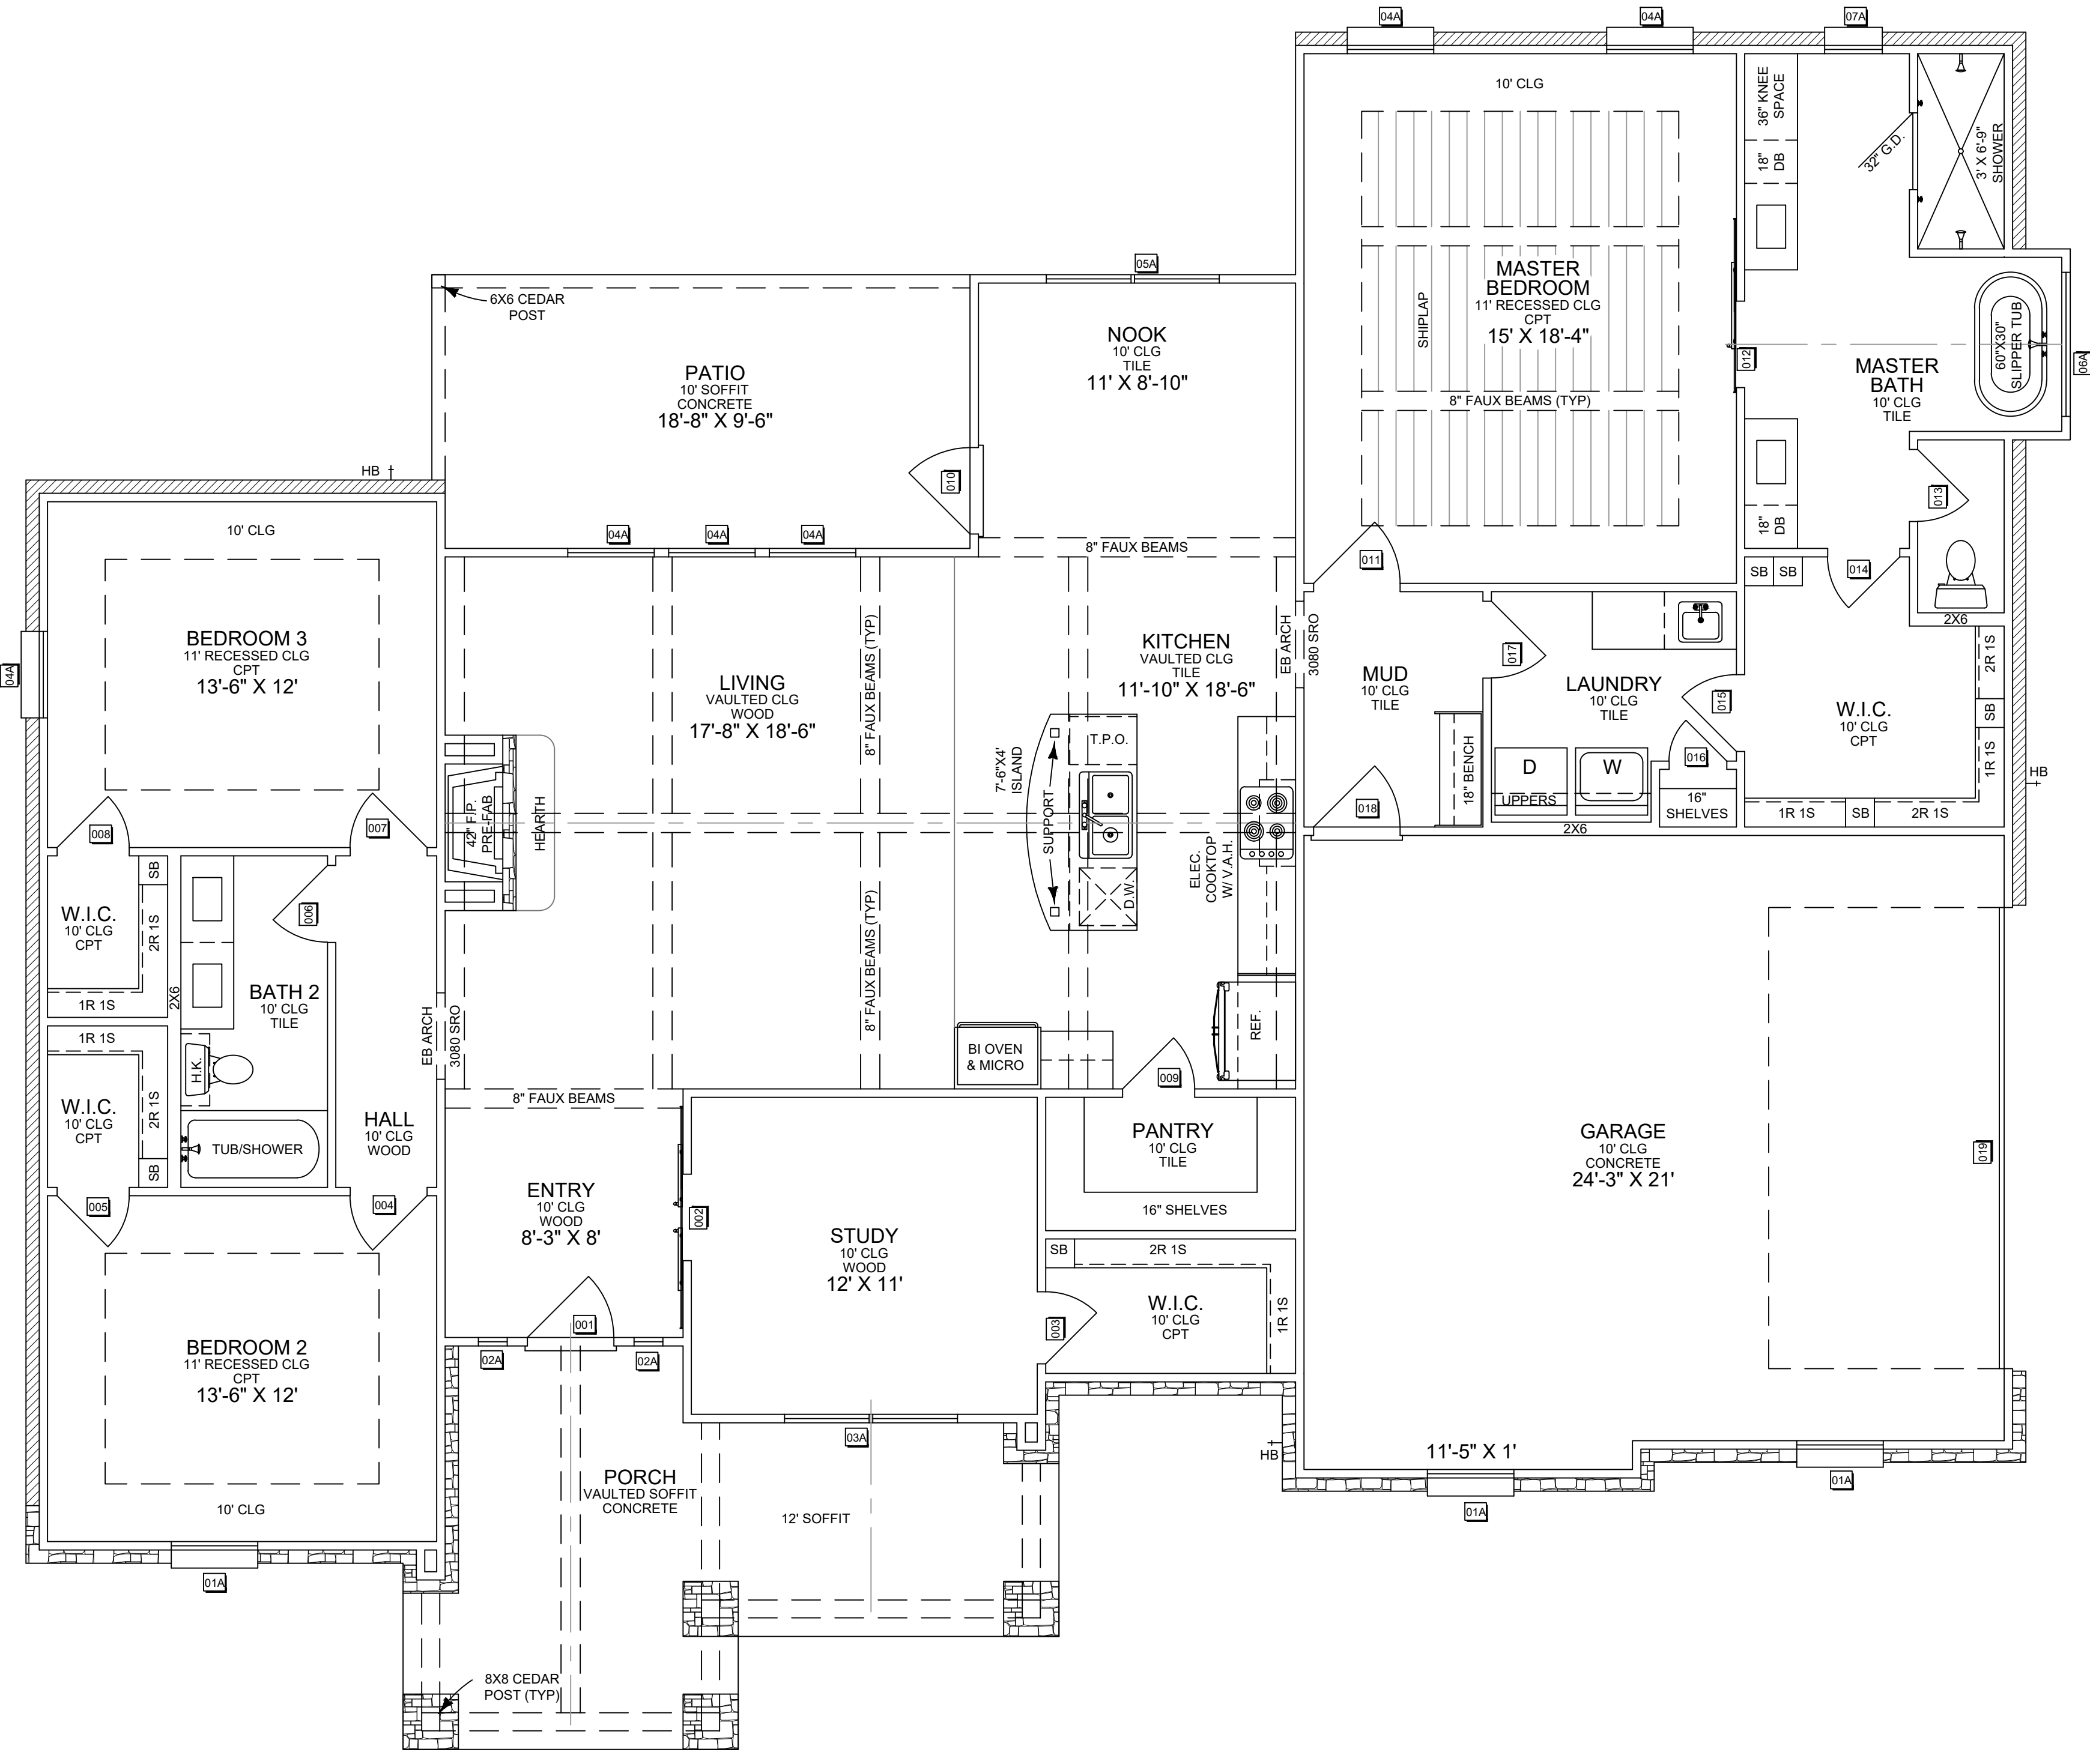 04A
04A
07A
10' CLG
36" KNEE
SPACE
18"
DB
32" G.D.
3' X 6'-9"
SHOWER
MASTER
BEDROOM
11' RECESSED CLG
CPT
15' X 18'-4"
SHIPLAP
8" FAUX BEAMS (TYP)
012
MASTER
BATH
10' CLG
TILE
60"X30"
SLIPPER TUB
06A
18"
DB
013
014
SB
SB
2X6
05A
6X6 CEDAR
POST
PATIO
10' SOFFIT
CONCRETE
18'-8" X 9'-6"
NOOK
10' CLG
TILE
11' X 8'-10"
010
HB
04A
04A
04A
8" FAUX BEAMS
011
10' CLG
BEDROOM 3
11' RECESSED CLG
CPT
13'-6" X 12'
04A
008
007
LIVING
VAULTED CLG
WOOD
17'-8" X 18'-6"
8" FAUX BEAMS (TYP)
8" FAUX BEAMS (TYP)
42" F.P.
PRE-FAB
HEARTH
KITCHEN
VAULTED CLG
TILE
11'-10" X 18'-6"
EB ARCH
3080 SRO
7'-6"X4'
ISLAND
SUPPORT
T.P.O.
D.W.
ELEC.
COOKTOP
W/ V.A.H.
REF.
BI OVEN
& MICRO
009
MUD
10' CLG
TILE
018
18" BENCH
017
LAUNDRY
10' CLG
TILE
D
W
UPPERS
015
016
16"
SHELVES
2X6
W.I.C.
10' CLG
CPT
2R 1S
SB
1R 1S
1R 1S
SB
2R 1S
HB
W.I.C.
10' CLG
CPT
SB
2R 1S
1R 1S
2X6
006
BATH 2
10' CLG
TILE
H.K.
TUB/SHOWER
1R 1S
W.I.C.
10' CLG
CPT
2R 1S
SB
EB ARCH
3080 SRO
HALL
10' CLG
WOOD
005
004
8" FAUX BEAMS
ENTRY
10' CLG
WOOD
8'-3" X 8'
002
001
02A
02A
STUDY
10' CLG
WOOD
12' X 11'
03A
PANTRY
10' CLG
TILE
16" SHELVES
SB
2R 1S
W.I.C.
10' CLG
CPT
1R 1S
003
GARAGE
10' CLG
CONCRETE
24'-3" X 21'
019
11'-5" X 1'
HB
01A
01A
BEDROOM 2
11' RECESSED CLG
CPT
13'-6" X 12'
10' CLG
01A
PORCH
VAULTED SOFFIT
CONCRETE
12' SOFFIT
8X8 CEDAR
POST (TYP)